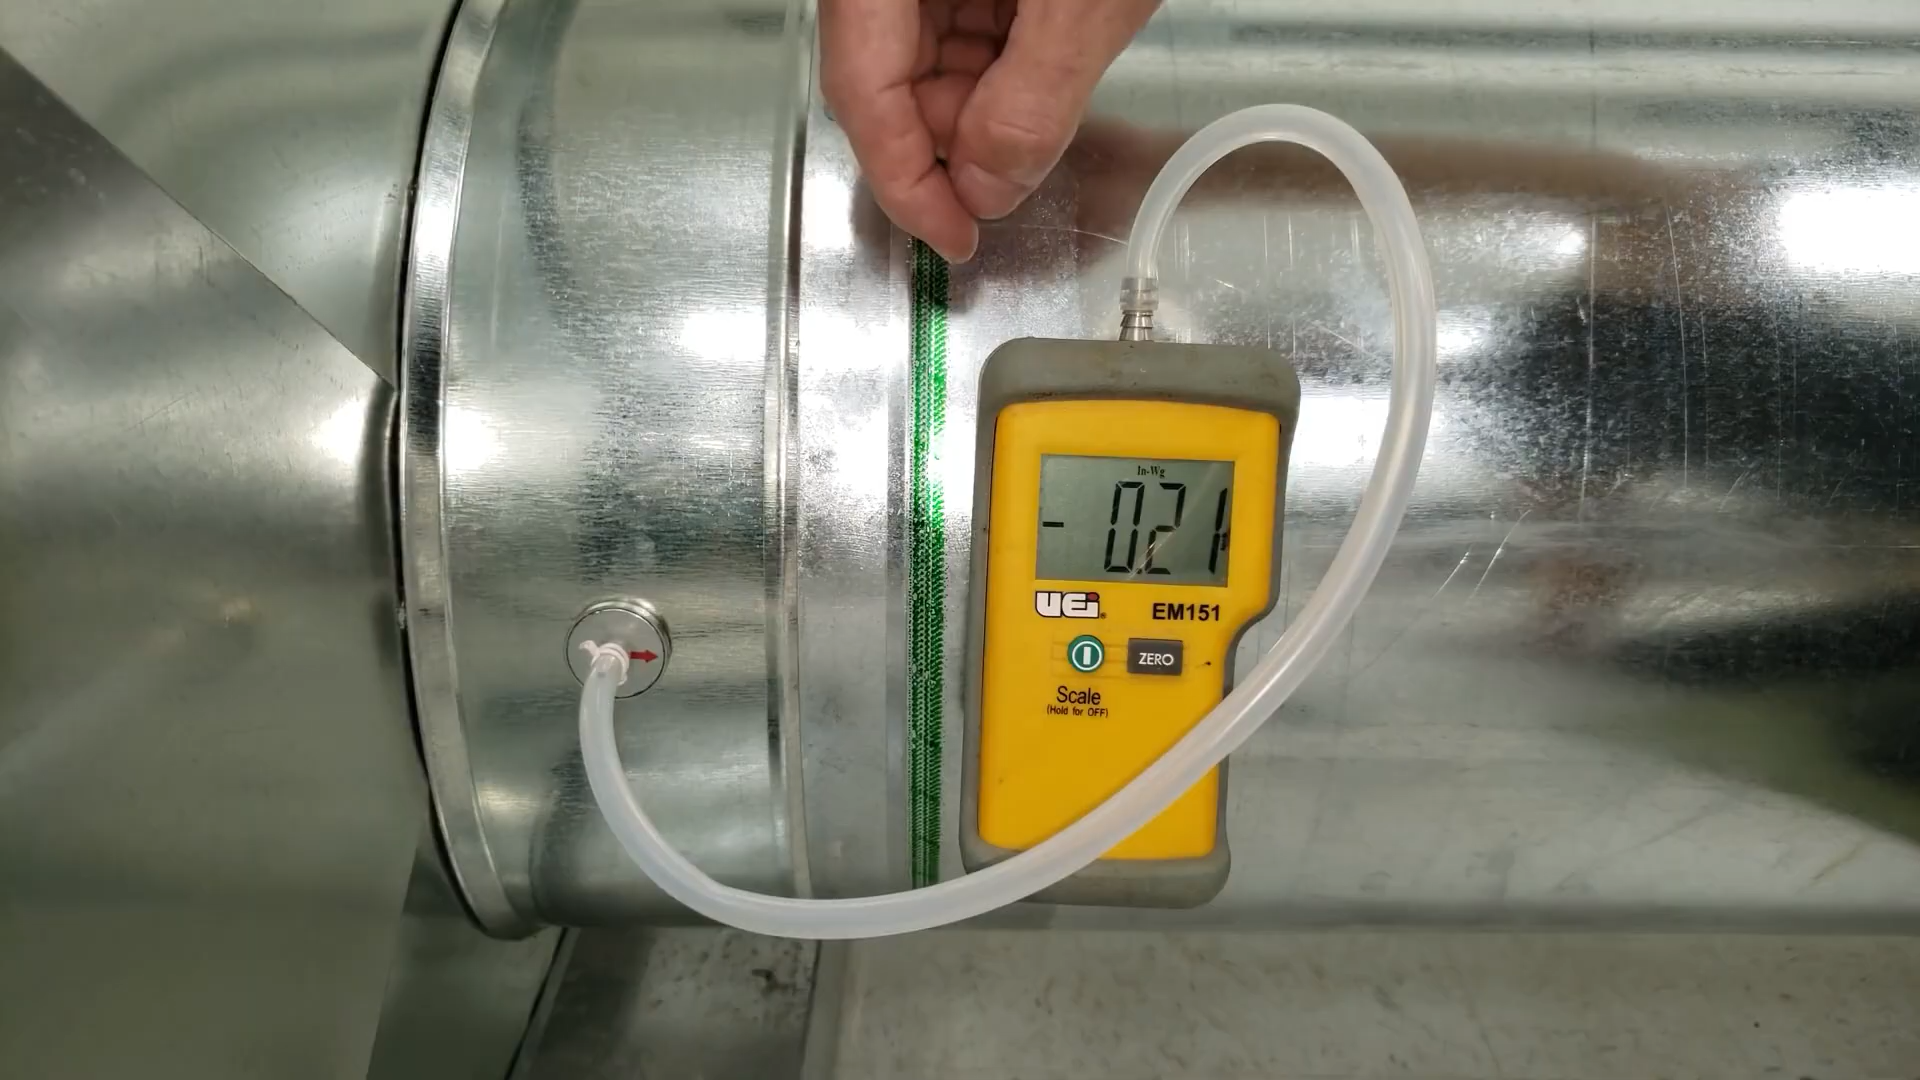 In-Wg
- 0.21
UEi
EM151
ZERO
Scale
(Hold for OFF)